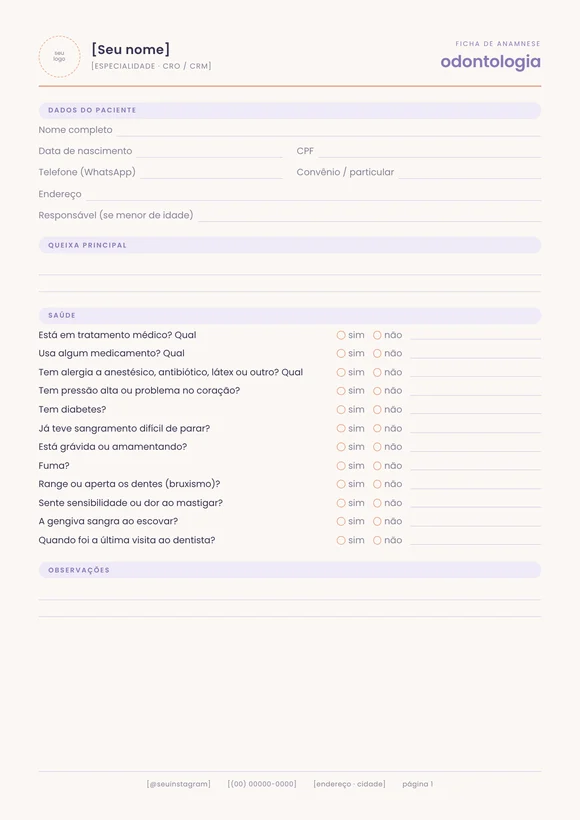 seu
logo
[Seu nome]
[ESPECIALIDADE · CRO / CRM]
FICHA DE ANAMNESE
odontologia
DADOS DO PACIENTE
Nome completo
Data de nascimento CPF
Telefone (WhatsApp) Convênio / particular
Endereço
Responsável (se menor de idade)
QUEIXA PRINCIPAL
SAÚDE
Está em tratamento médico? Qual sim não
Usa algum medicamento? Qual sim não
Tem alergia a anestésico, antibiótico, látex ou outro? Qual sim não
Tem pressão alta ou problema no coração? sim não
Tem diabetes? sim não
Já teve sangramento difícil de parar? sim não
Está grávida ou amamentando? sim não
Fuma? sim não
Range ou aperta os dentes (bruxismo)? sim não
Sente sensibilidade ou dor ao mastigar? sim não
A gengiva sangra ao escovar? sim não
Quando foi a última visita ao dentista? sim não
OBSERVAÇÕES
[@seuinstagram] [(00) 00000-0000] [endereço · cidade] página 1